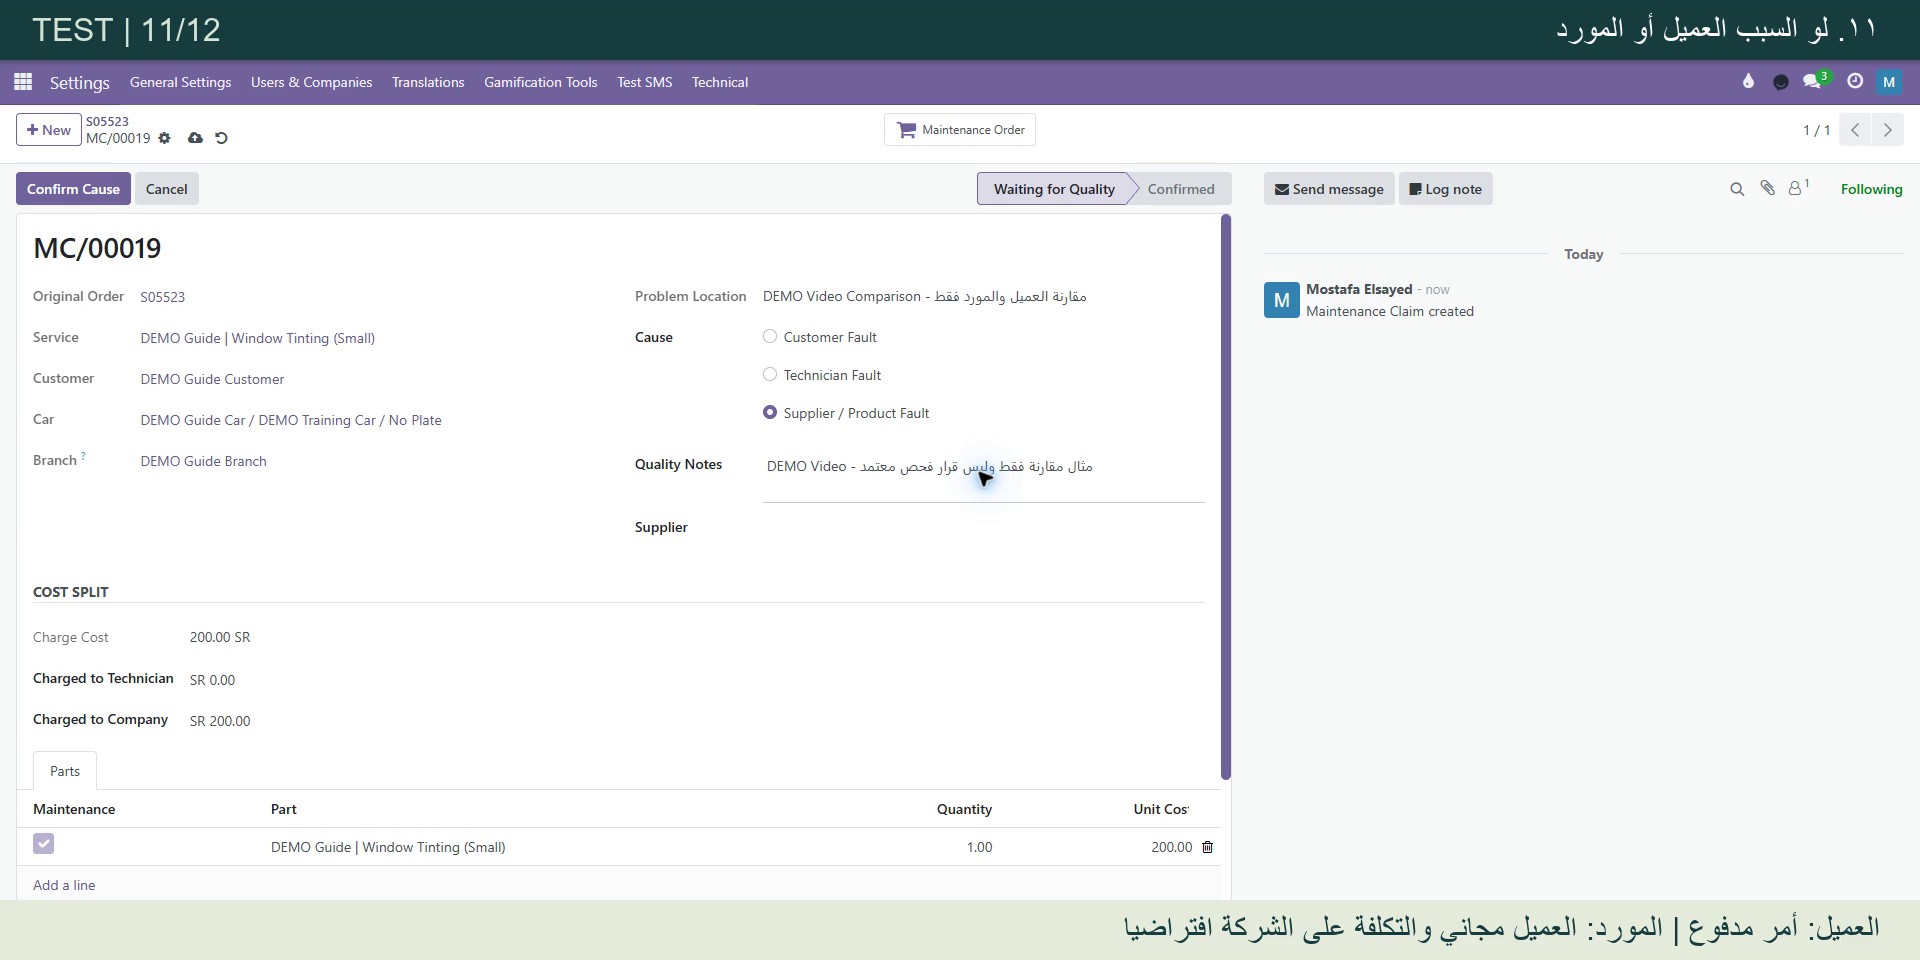 TEST | 11/12
١١. لو السبب العميل أو المورد
Settings
General Settings
Users & Companies
Translations
Gamification Tools
Test SMS
Technical
3
M
New
S05523
MC/00019
Maintenance Order
1 / 1
Confirm Cause
Cancel
Waiting for Quality
Confirmed
Send message
Log note
1
Following
MC/00019
Original Order S05523
Service DEMO Guide | Window Tinting (Small)
Customer DEMO Guide Customer
Car DEMO Guide Car / DEMO Training Car / No Plate
Branch ? DEMO Guide Branch
Problem Location DEMO Video Comparison - مقارنة العميل والمورد فقط
Cause Customer Fault
Technician Fault
Supplier / Product Fault
Quality Notes DEMO Video - مثال مقارنة فقط وليس قرار فحص معتمد
Supplier
Today
M
Mostafa Elsayed - now
Maintenance Claim created
COST SPLIT
Charge Cost 200.00 SR
Charged to Technician SR 0.00
Charged to Company SR 200.00
Parts
Maintenance Part Quantity Unit Cos
DEMO Guide | Window Tinting (Small) 1.00 200.00
Add a line
العميل: أمر مدفوع | المورد: العميل مجاني والتكلفة على الشركة افتراضيا